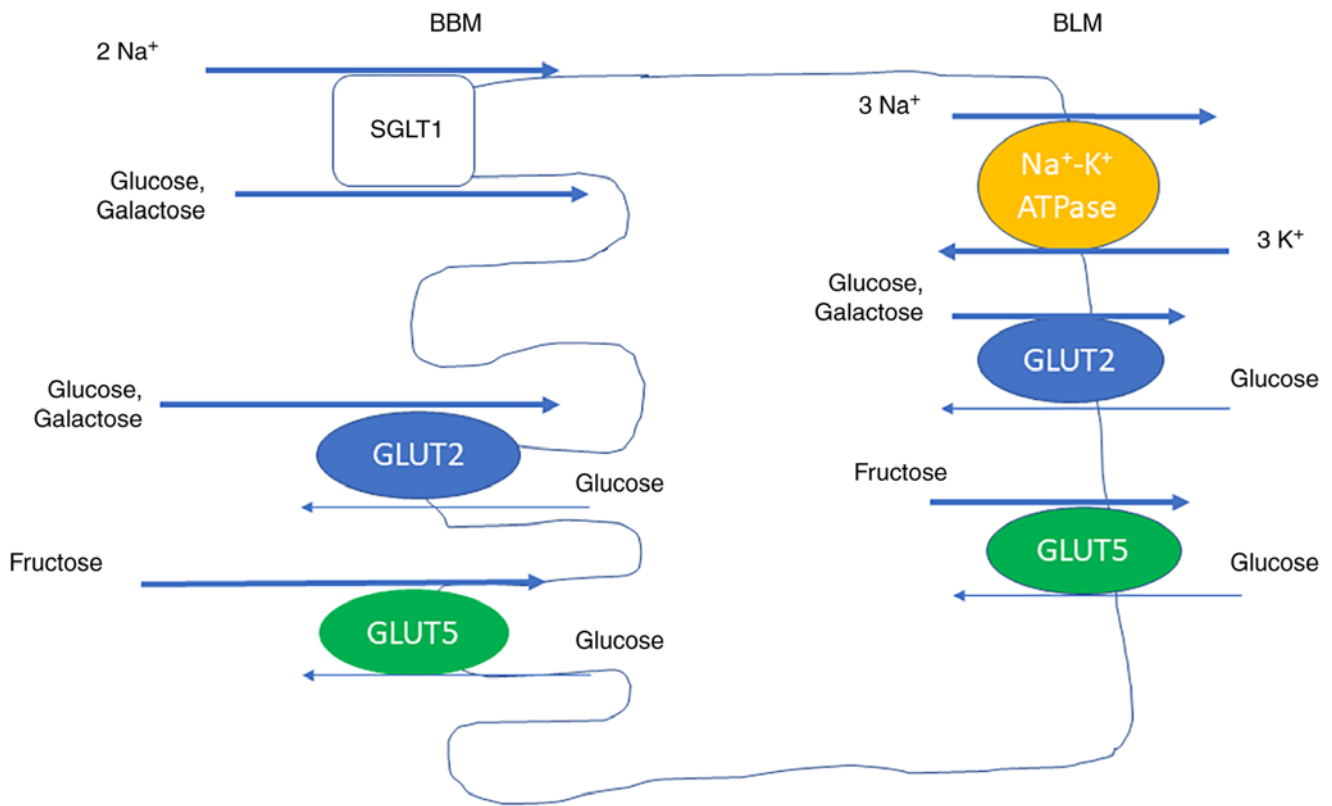 BBM
BLM
2 Na⁺
SGLT1
Glucose,
Galactose
3 Na⁺
Na⁺-K⁺
ATPase
3 K⁺
Glucose,
Galactose
GLUT2
Glucose
Glucose,
Galactose
GLUT2
Glucose
Fructose
GLUT5
Glucose
Fructose
GLUT5
Glucose